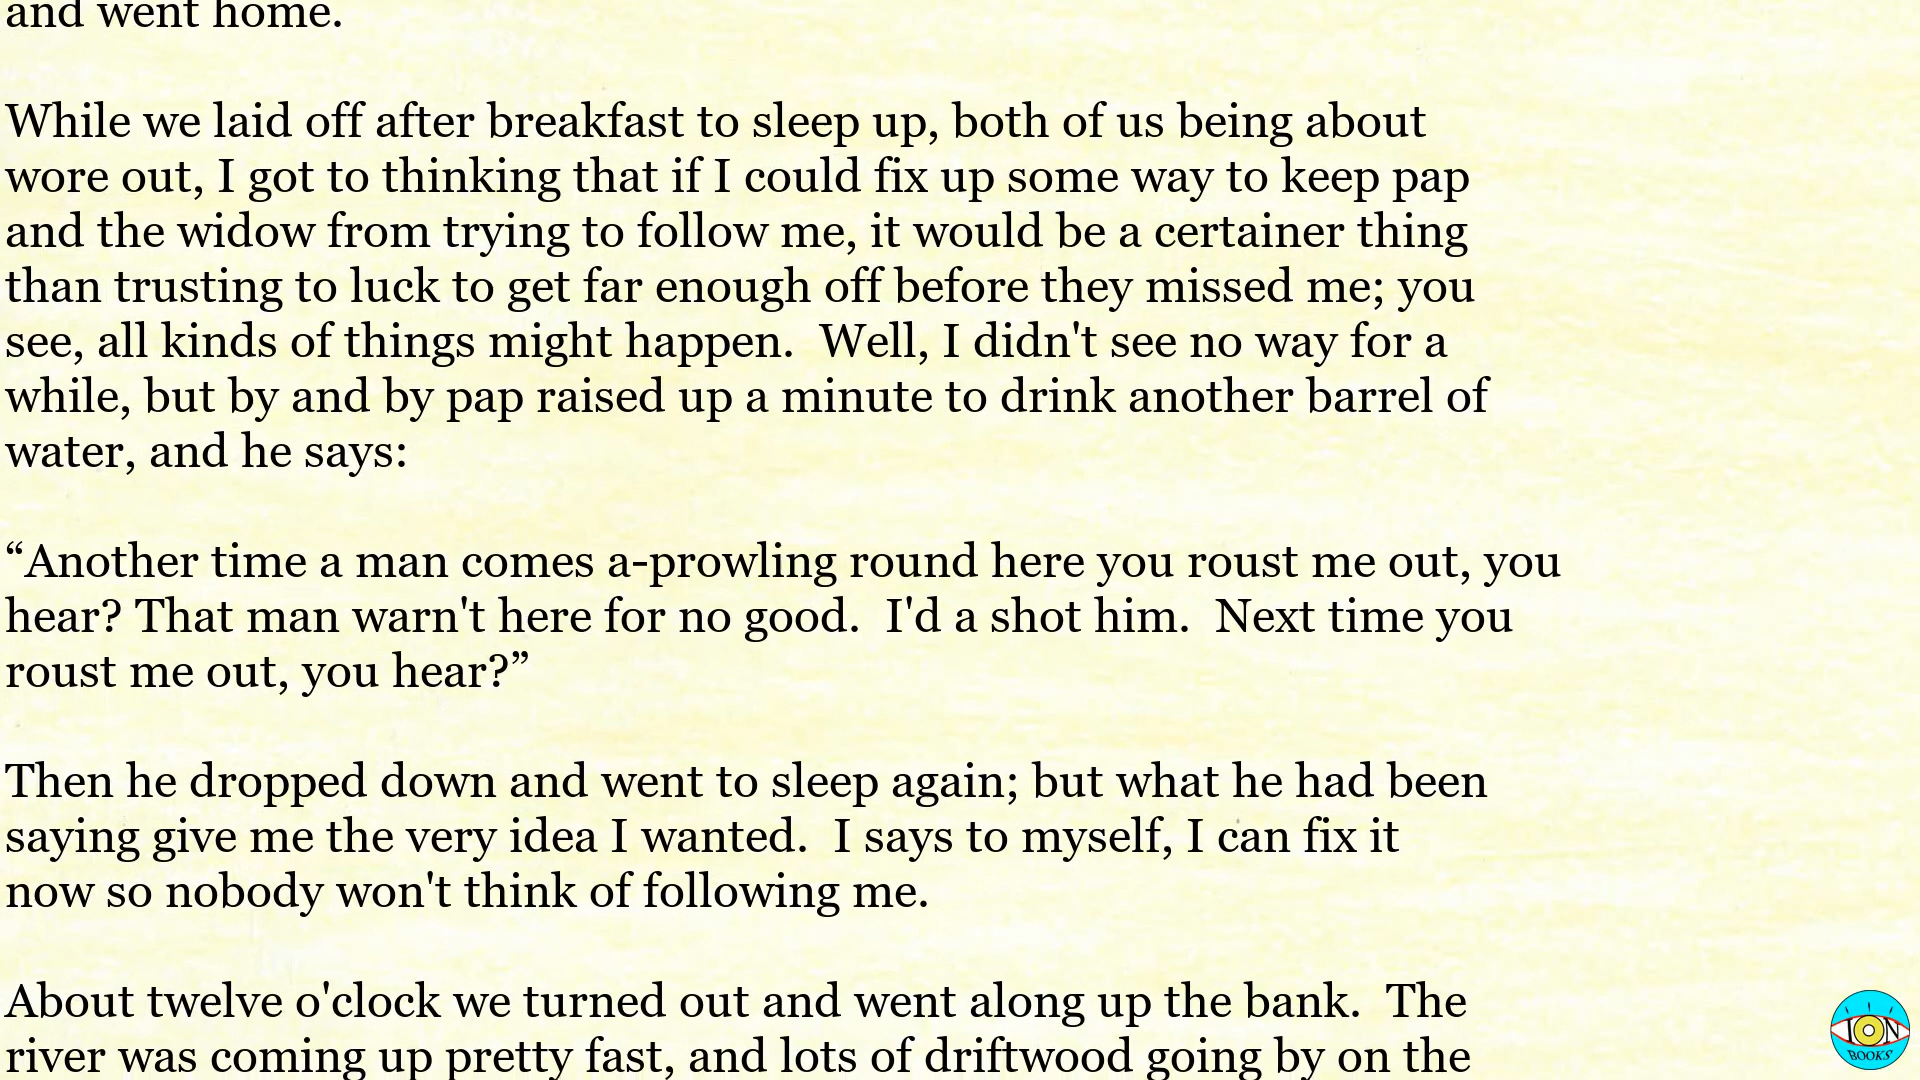 and went home.
While we laid off after breakfast to sleep up, both of us being about
wore out, I got to thinking that if I could fix up some way to keep pap
and the widow from trying to follow me, it would be a certainer thing
than trusting to luck to get far enough off before they missed me; you
see, all kinds of things might happen.  Well, I didn't see no way for a
while, but by and by pap raised up a minute to drink another barrel of
water, and he says:
“Another time a man comes a-prowling round here you roust me out, you
hear? That man warn't here for no good.  I'd a shot him.  Next time you
roust me out, you hear?”
Then he dropped down and went to sleep again; but what he had been
saying give me the very idea I wanted.  I says to myself, I can fix it
now so nobody won't think of following me.
About twelve o'clock we turned out and went along up the bank.  The
river was coming up pretty fast, and lots of driftwood going by on the
ION
BOOKS